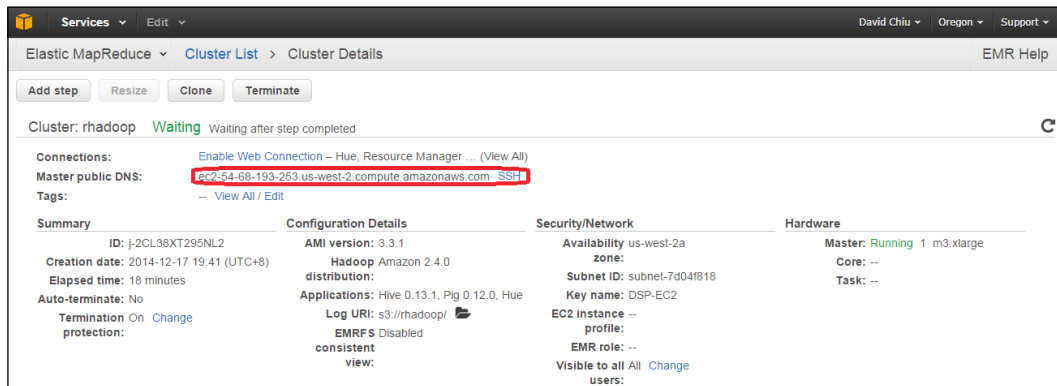 Services Edit David Chiu Oregon Support
Elastic MapReduce Cluster List > Cluster Details EMR Help
Add step Resize Clone Terminate
Cluster: rhadoop Waiting Waiting after step completed
Connections: Enable Web Connection – Hue, Resource Manager ... (View All)
Master public DNS: ec2-54-68-193-253.us-west-2.compute.amazonaws.com SSH
Tags: -- View All / Edit
Summary
ID: j-2CL38XT295NL2
Creation date: 2014-12-17 19:41 (UTC+8)
Elapsed time: 18 minutes
Auto-terminate: No
Termination On Change
protection:
Configuration Details
AMI version: 3.3.1
Hadoop Amazon 2.4.0
distribution:
Applications: Hive 0.13.1, Pig 0.12.0, Hue
Log URI: s3://rhadoop/
EMRFS Disabled
consistent
view:
Security/Network
Availability us-west-2a
zone:
Subnet ID: subnet-7d04f818
Key name: DSP-EC2
EC2 instance --
profile:
EMR role: --
Visible to all All Change
users:
Hardware
Master: Running 1 m3.xlarge
Core: --
Task: --